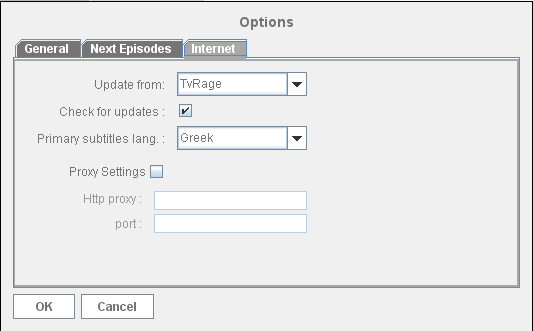 Options
General Next Episodes Internet
Update from: TvRage
Check for updates :
Primary subtitles lang. : Greek
Proxy Settings
Http proxy :
port :
OK Cancel